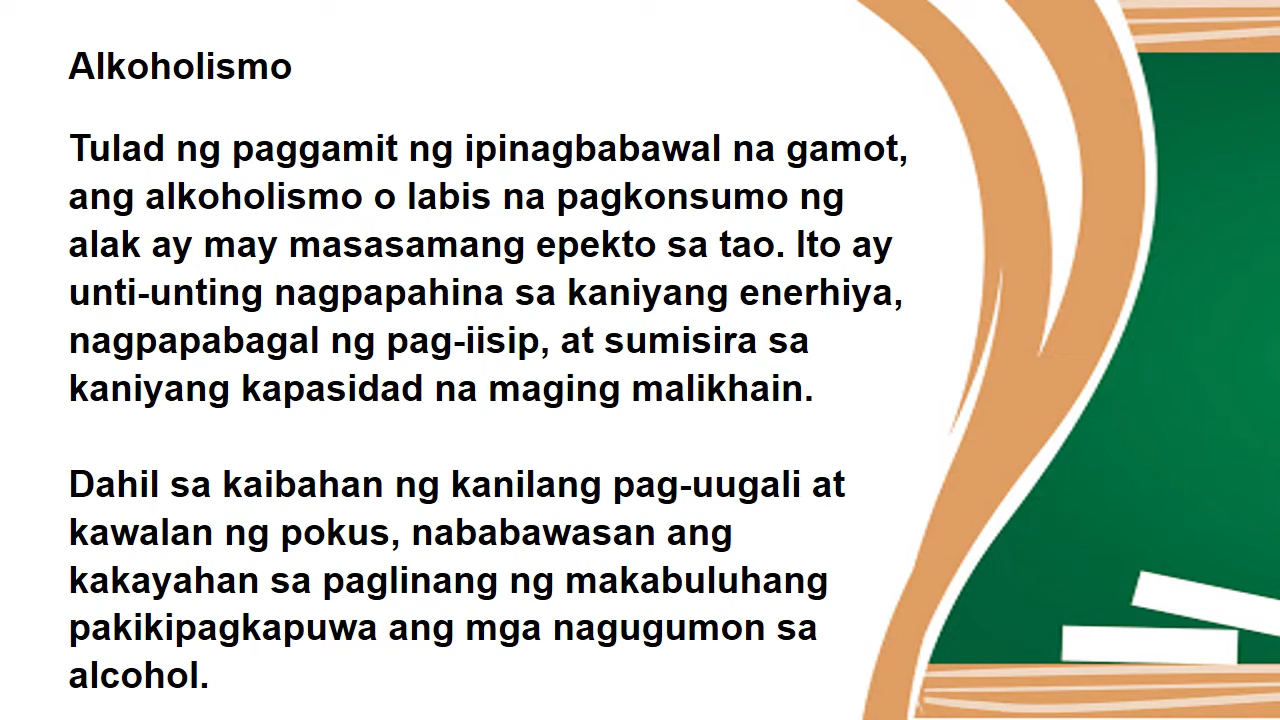 Alkoholismo
Tulad ng paggamit ng ipinagbabawal na gamot,
ang alkoholismo o labis na pagkonsumo ng
alak ay may masasamang epekto sa tao. Ito ay
unti-unting nagpapahina sa kaniyang enerhiya,
nagpapabagal ng pag-iisip, at sumisira sa
kaniyang kapasidad na maging malikhain.
Dahil sa kaibahan ng kanilang pag-uugali at
kawalan ng pokus, nababawasan ang
kakayahan sa paglinang ng makabuluhang
pakikipagkapuwa ang mga nagugumon sa
alcohol.